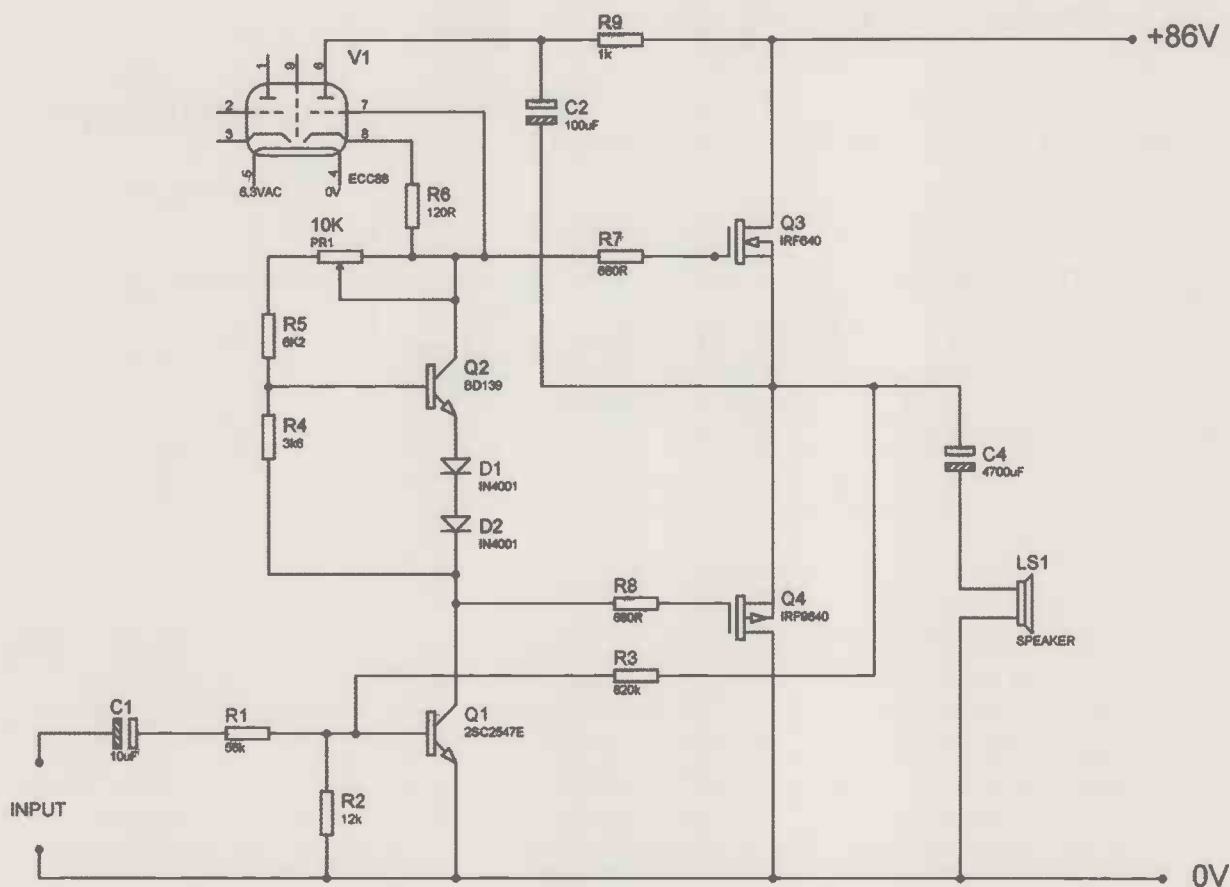 R9
1k
+86V
1
9
6
V1
C2
100uF
2
7
3
8
5
4
6.3VAC
0V
ECC88
R6
120R
10K
PR1
R7
680R
Q3
IRF640
R5
6K2
Q2
BD139
R4
3k6
D1
IN4001
C4
4700uF
D2
IN4001
LS1
R8
680R
Q4
IRF9640
SPEAKER
R3
820k
C1
10uF
R1
56k
Q1
2SC2547E
INPUT
R2
12k
0V